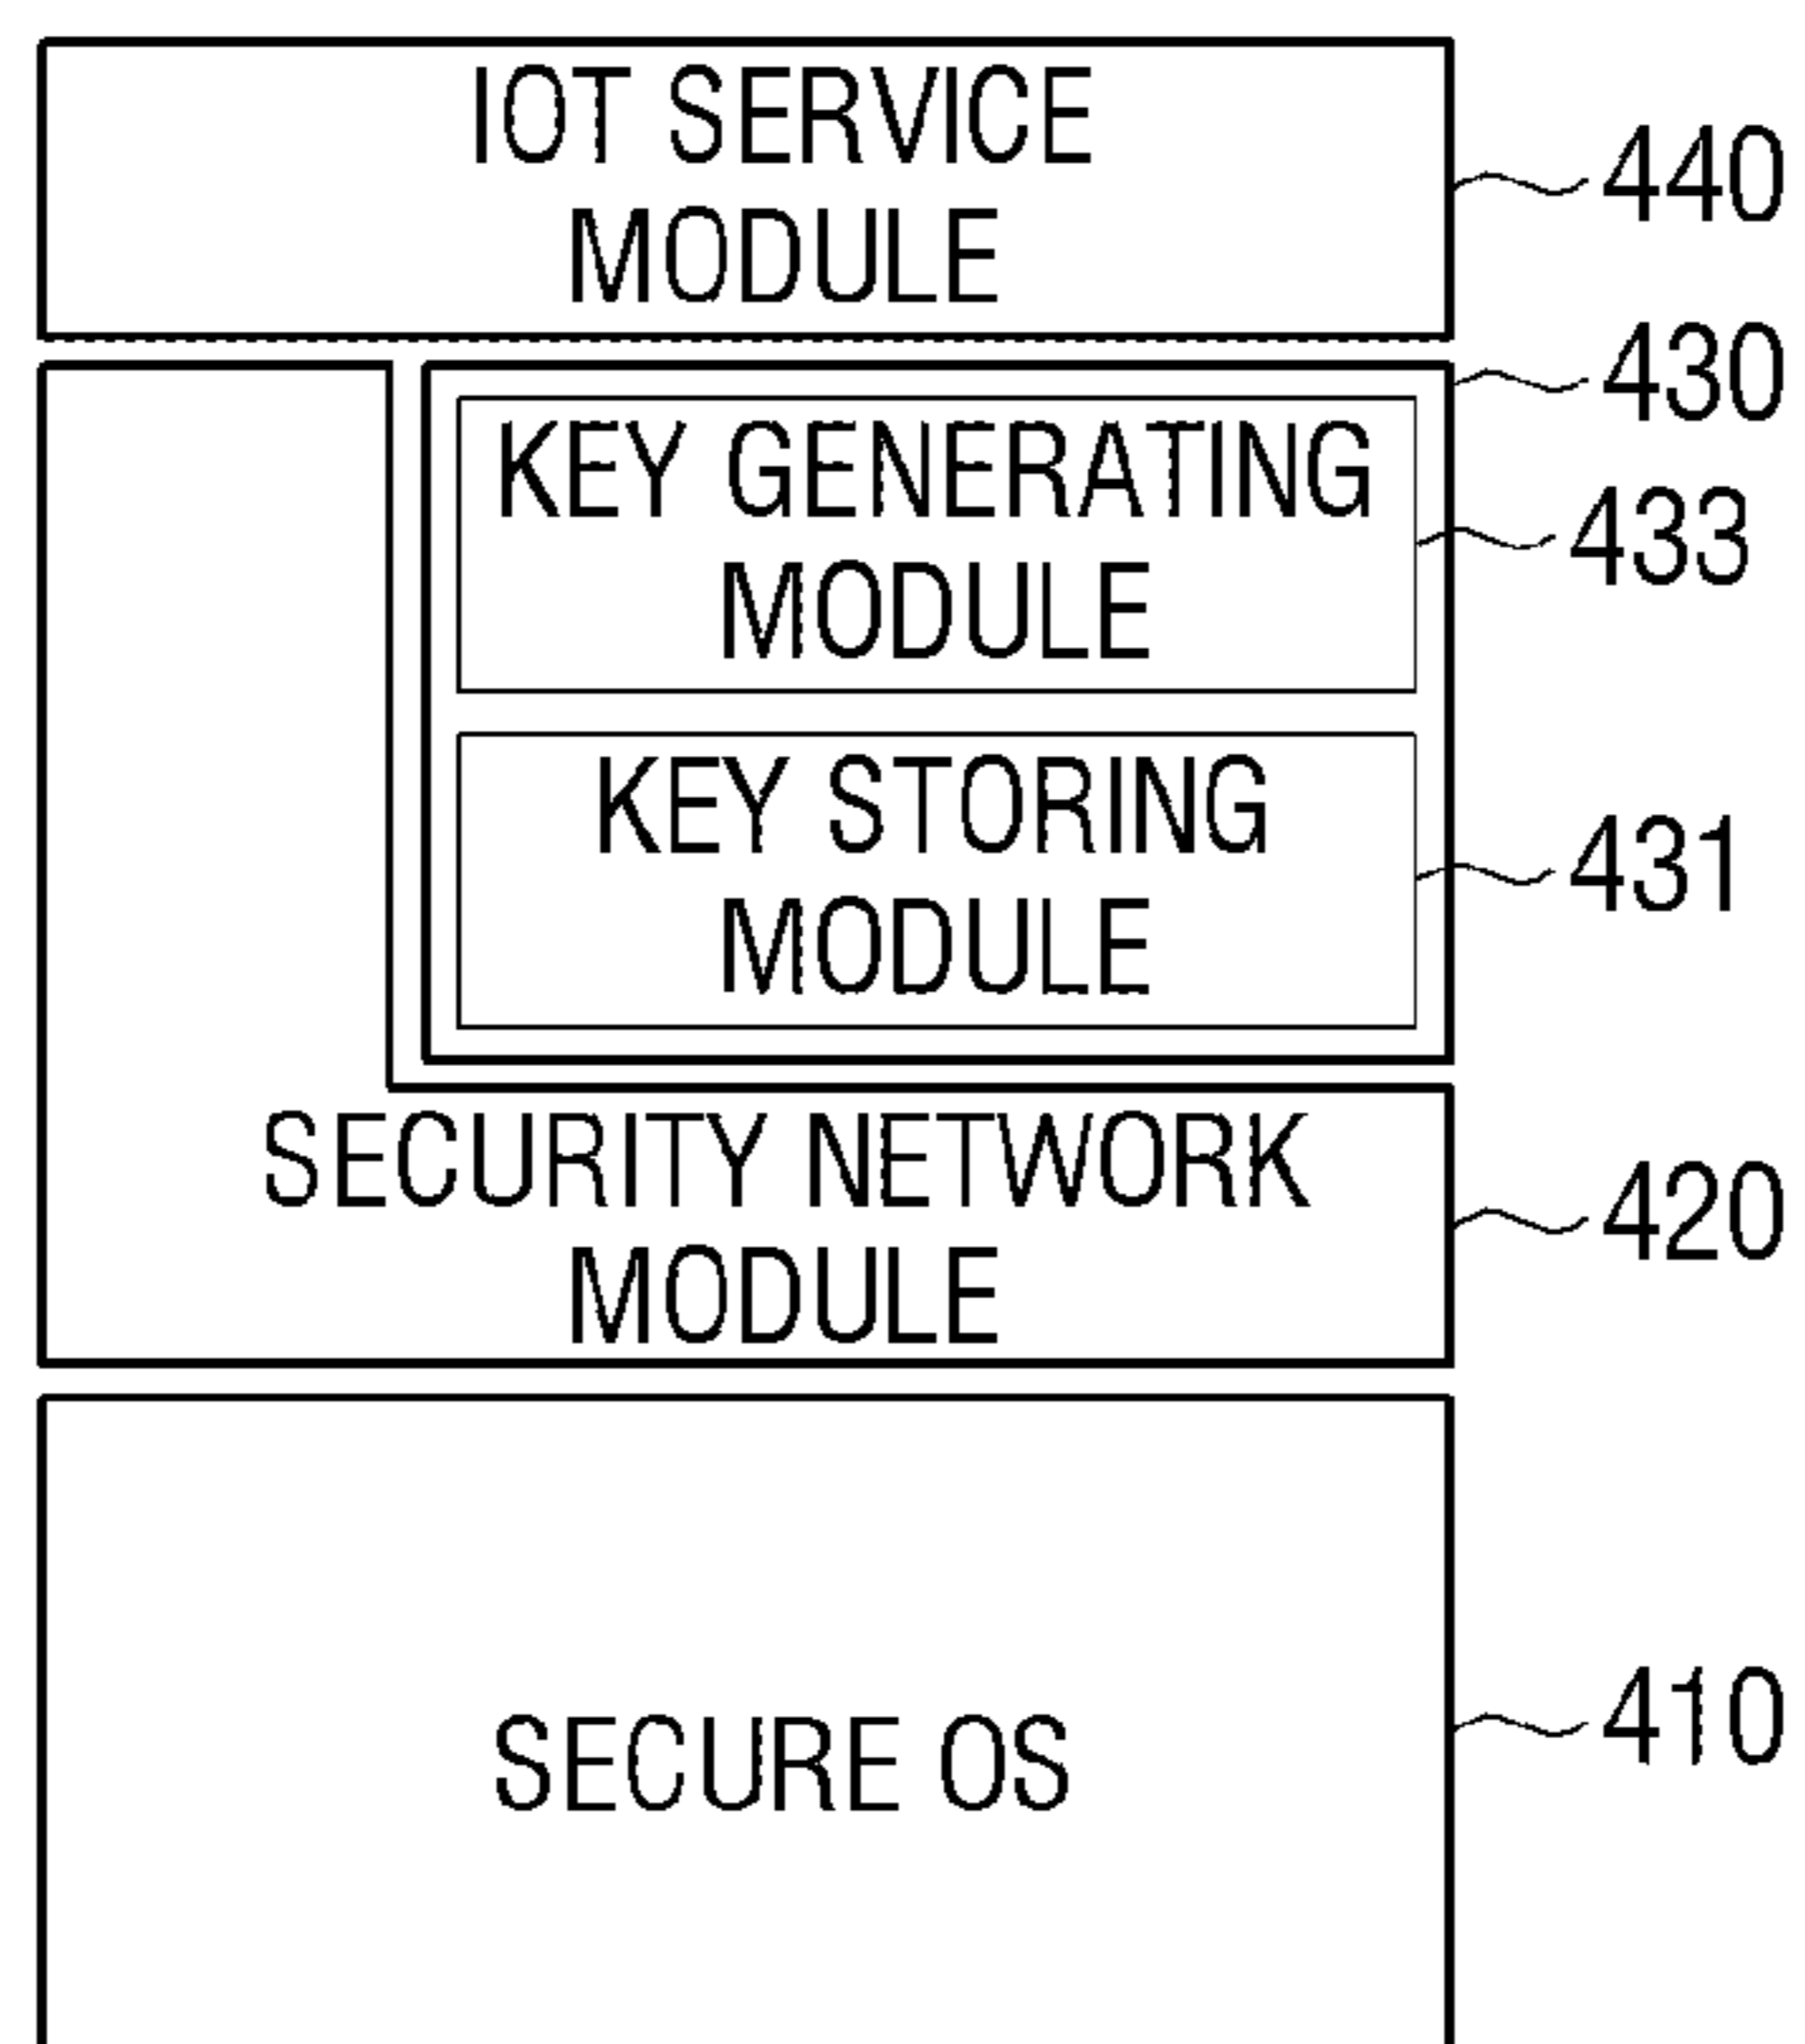 IOT SERVICE
MODULE
440
430
KEY GENERATING
MODULE
433
KEY STORING
MODULE
431
SECURITY NETWORK
MODULE
420
SECURE OS
410